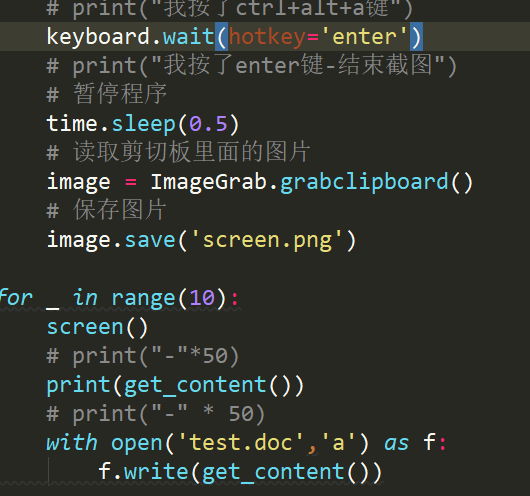 # print("我按了ctrl+alt+a键")
keyboard.wait(hotkey='enter')
# print("我按了enter键-结束截图")
# 暂停程序
time.sleep(0.5)
# 读取剪切板里面的图片
image = ImageGrab.grabclipboard()
# 保存图片
image.save('screen.png')
for _ in range(10):
screen()
# print("-"*50)
print(get_content())
# print("-" * 50)
with open('test.doc','a') as f:
f.write(get_content())